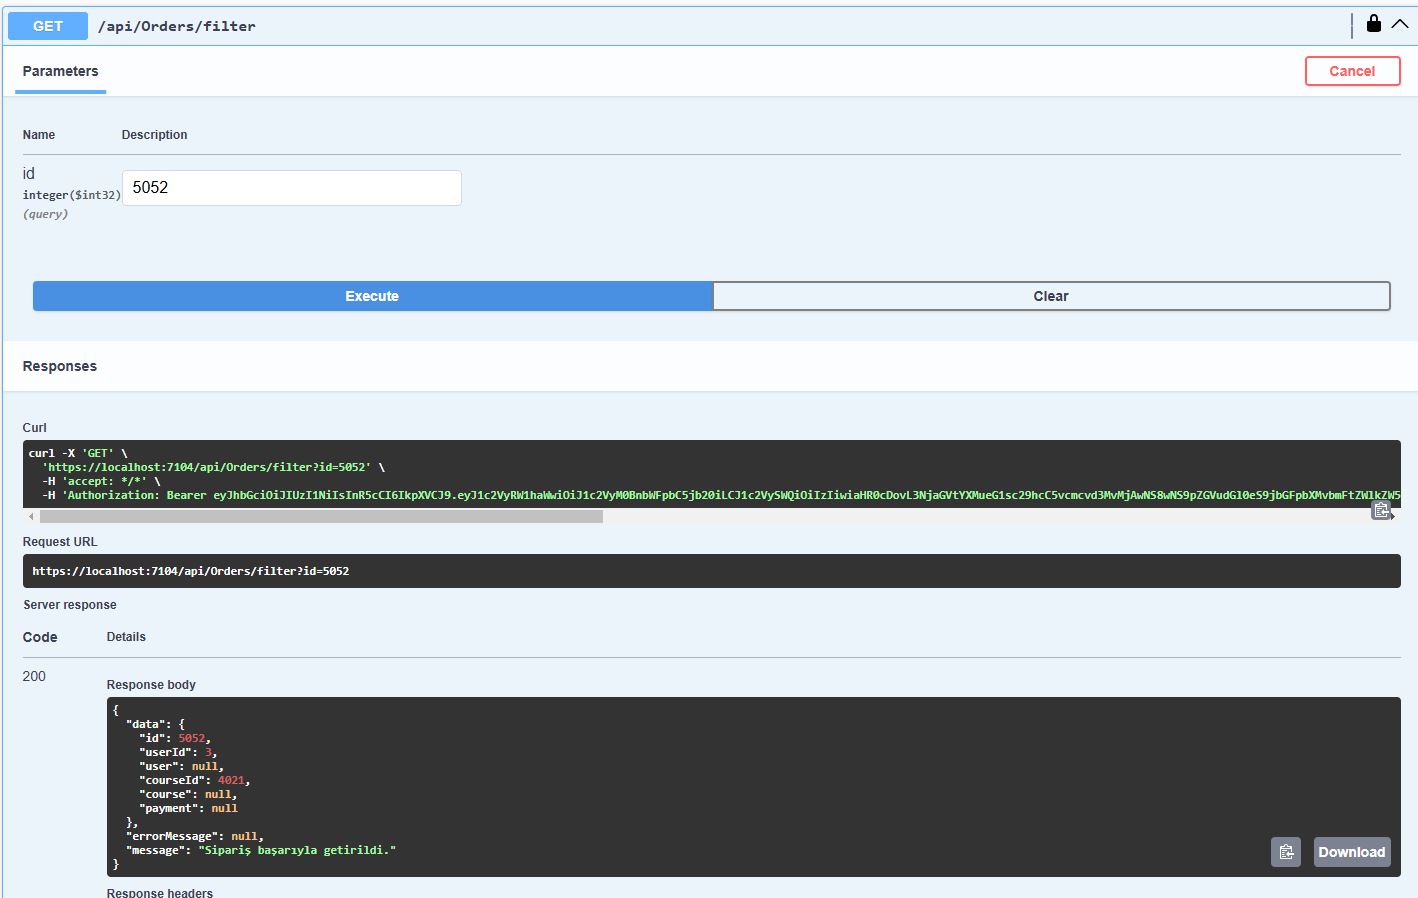 GET /api/Orders/filter
Parameters
Cancel
Name Description
id
integer($int32)
(query)
5052
Execute
Clear
Responses
Curl
curl -X 'GET' \
'https://localhost:7104/api/Orders/filter?id=5052' \
-H 'accept: */*' \
-H 'Authorization: Bearer
Request URL
https://localhost:7104/api/Orders/filter?id=5052
Server response
Code Details
200
Response body
{
"data": {
"id": 5052,
"userId": 3,
"user": null,
"courseId": 4021,
"course": null,
"payment": null
},
"errorMessage": null,
"message": "Sipariş başarıyla getirildi."
}
Download
Response headers